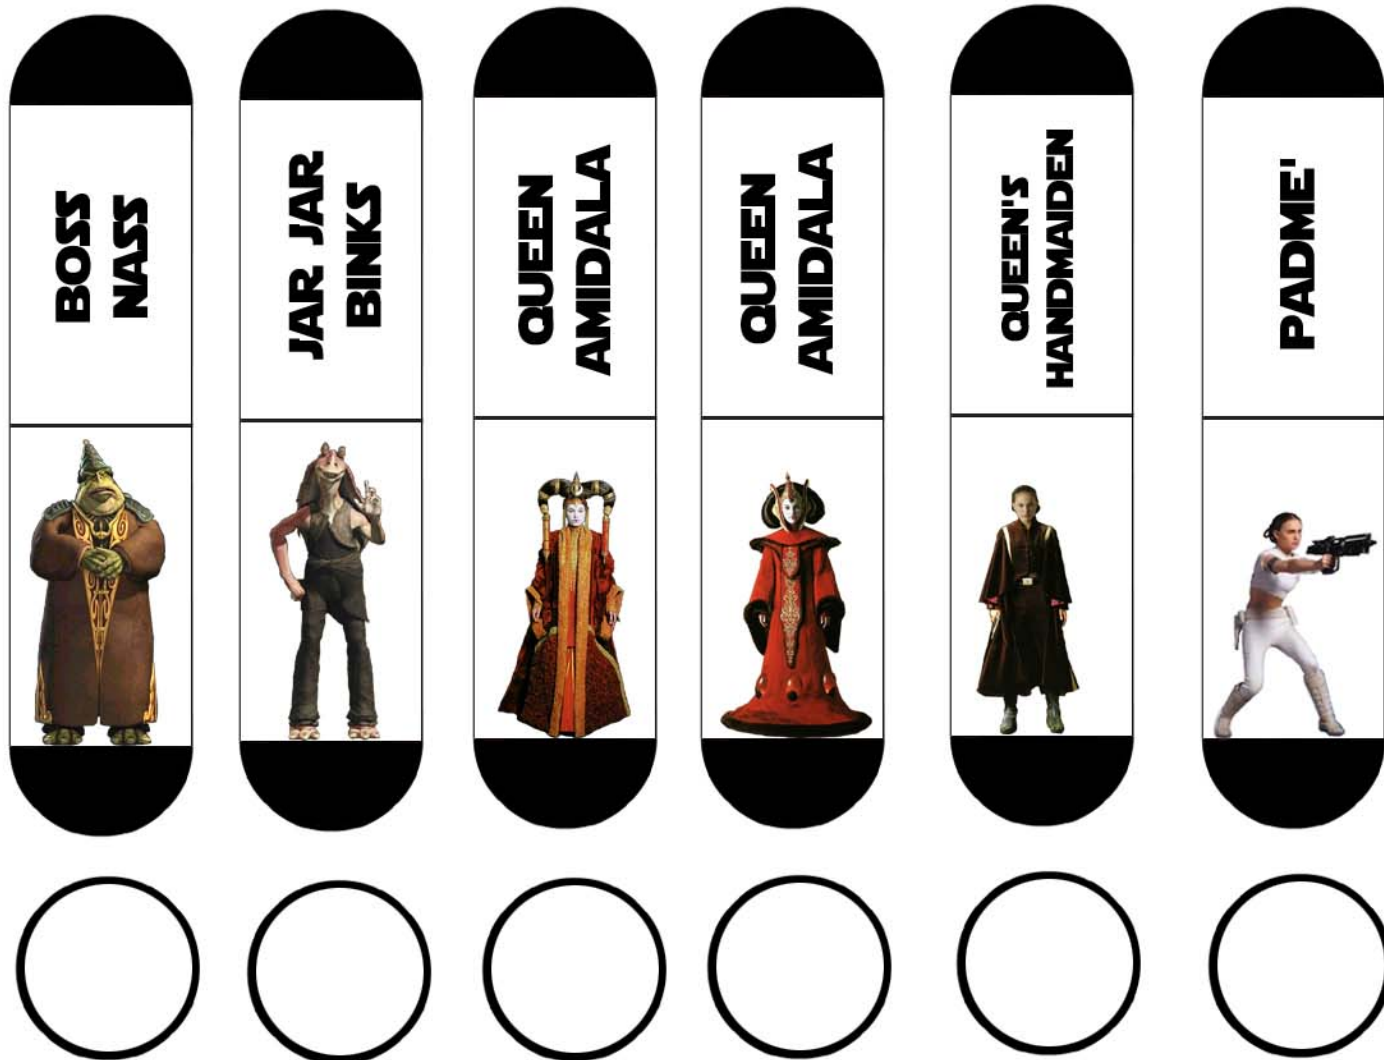 BOSS
NASS
JAR JAR
BINKS
QUEEN
AMIDALA
QUEEN
AMIDALA
QUEEN'S
HANDMAIDEN
PADME'